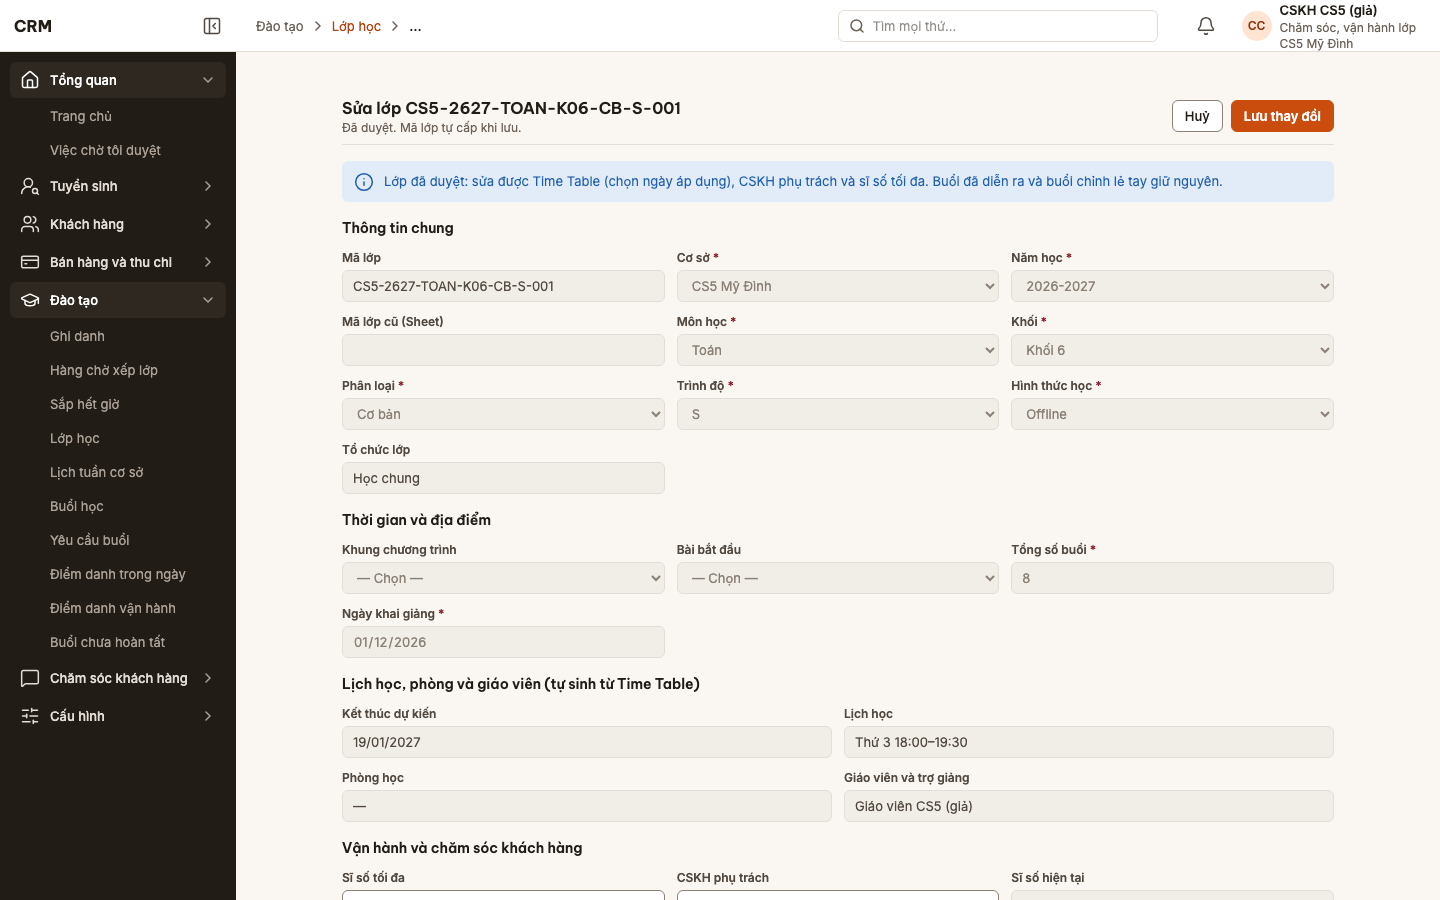 CRM
Đào tạo > Lớp học > ...
Tìm mọi thứ...
CC
CSKH CS5 (giả)
Chăm sóc, vận hành lớp
CS5 Mỹ Đình
Tổng quan
Trang chủ
Việc chờ tôi duyệt
Tuyển sinh
Khách hàng
Bán hàng và thu chi
Đào tạo
Ghi danh
Hàng chờ xếp lớp
Sắp hết giờ
Lớp học
Lịch tuần cơ sở
Buổi học
Yêu cầu buổi
Điểm danh trong ngày
Điểm danh vận hành
Buổi chưa hoàn tất
Chăm sóc khách hàng
Cấu hình
Sửa lớp CS5-2627-TOAN-K06-CB-S-001
Đã duyệt. Mã lớp tự cấp khi lưu.
Huỷ
Lưu thay đổi
Lớp đã duyệt: sửa được Time Table (chọn ngày áp dụng), CSKH phụ trách và sĩ số tối đa. Buổi đã diễn ra và buổi chỉnh lẻ tay giữ nguyên.
Thông tin chung
Mã lớp
CS5-2627-TOAN-K06-CB-S-001
Cơ sở *
CS5 Mỹ Đình
Năm học *
2026-2027
Mã lớp cũ (Sheet)
Môn học *
Toán
Khối *
Khối 6
Phân loại *
Cơ bản
Trình độ *
S
Hình thức học *
Offline
Tổ chức lớp
Học chung
Thời gian và địa điểm
Khung chương trình
— Chọn —
Bài bắt đầu
— Chọn —
Tổng số buổi *
8
Ngày khai giảng *
01/12/2026
Lịch học, phòng và giáo viên (tự sinh từ Time Table)
Kết thúc dự kiến
19/01/2027
Lịch học
Thứ 3 18:00–19:30
Phòng học
—
Giáo viên và trợ giảng
Giáo viên CS5 (giả)
Vận hành và chăm sóc khách hàng
Sĩ số tối đa
CSKH phụ trách
Sĩ số hiện tại